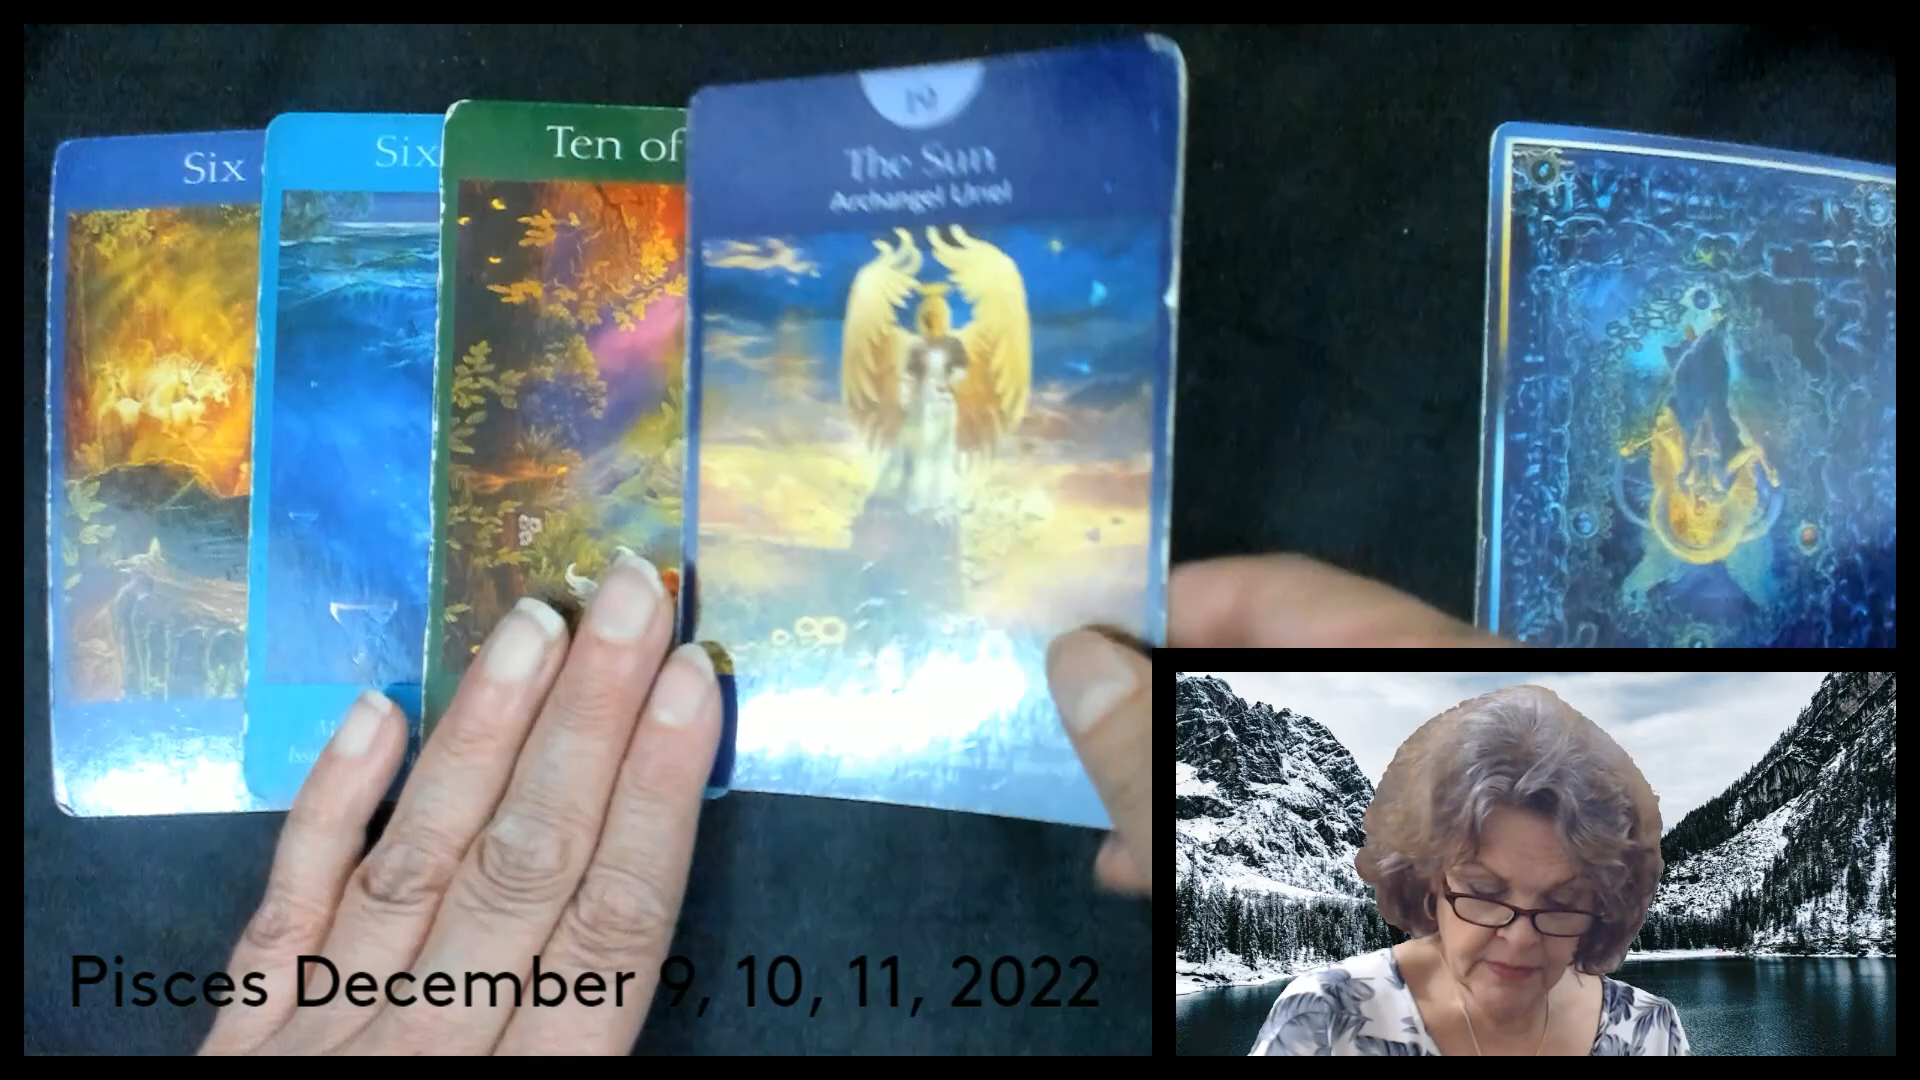 Six
Six
Ten of
19
The Sun
Archangel Uriel
Pisces December 9, 10, 11, 2022